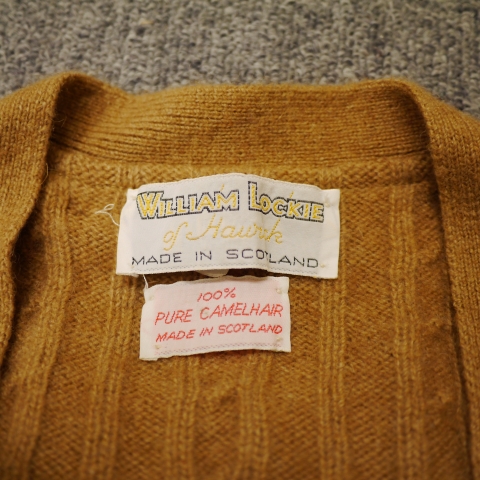 WILLIAM LOCKIE
of Hawick
MADE IN SCOTLAND
100%
PURE CAMELHAIR
MADE IN SCOTLAND